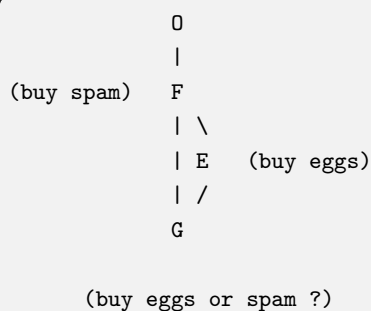 O
|
(buy spam) F
| \
| E (buy eggs)
| /
G
(buy eggs or spam ?)